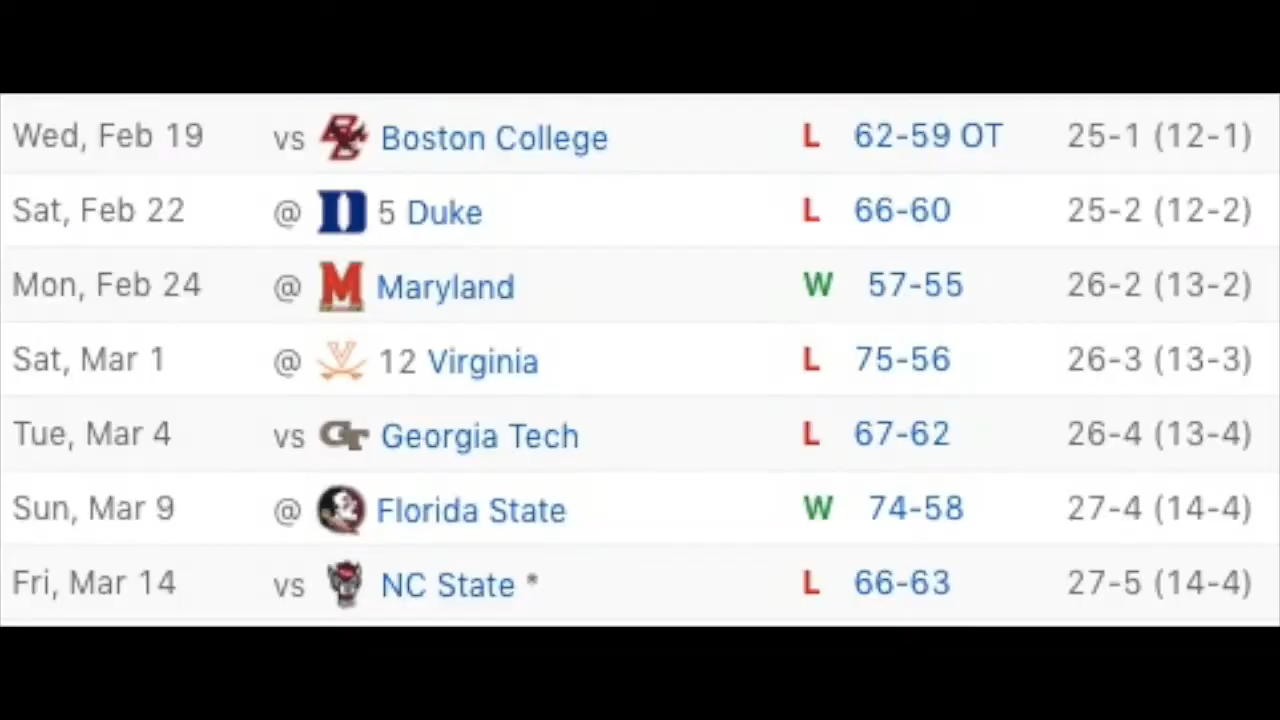 Wed, Feb 19 vs Boston College L 62-59 OT 25-1 (12-1)
Sat, Feb 22 @ 5 Duke L 66-60 25-2 (12-2)
Mon, Feb 24 @ Maryland W 57-55 26-2 (13-2)
Sat, Mar 1 @ 12 Virginia L 75-56 26-3 (13-3)
Tue, Mar 4 vs Georgia Tech L 67-62 26-4 (13-4)
Sun, Mar 9 @ Florida State W 74-58 27-4 (14-4)
Fri, Mar 14 vs NC State * L 66-63 27-5 (14-4)